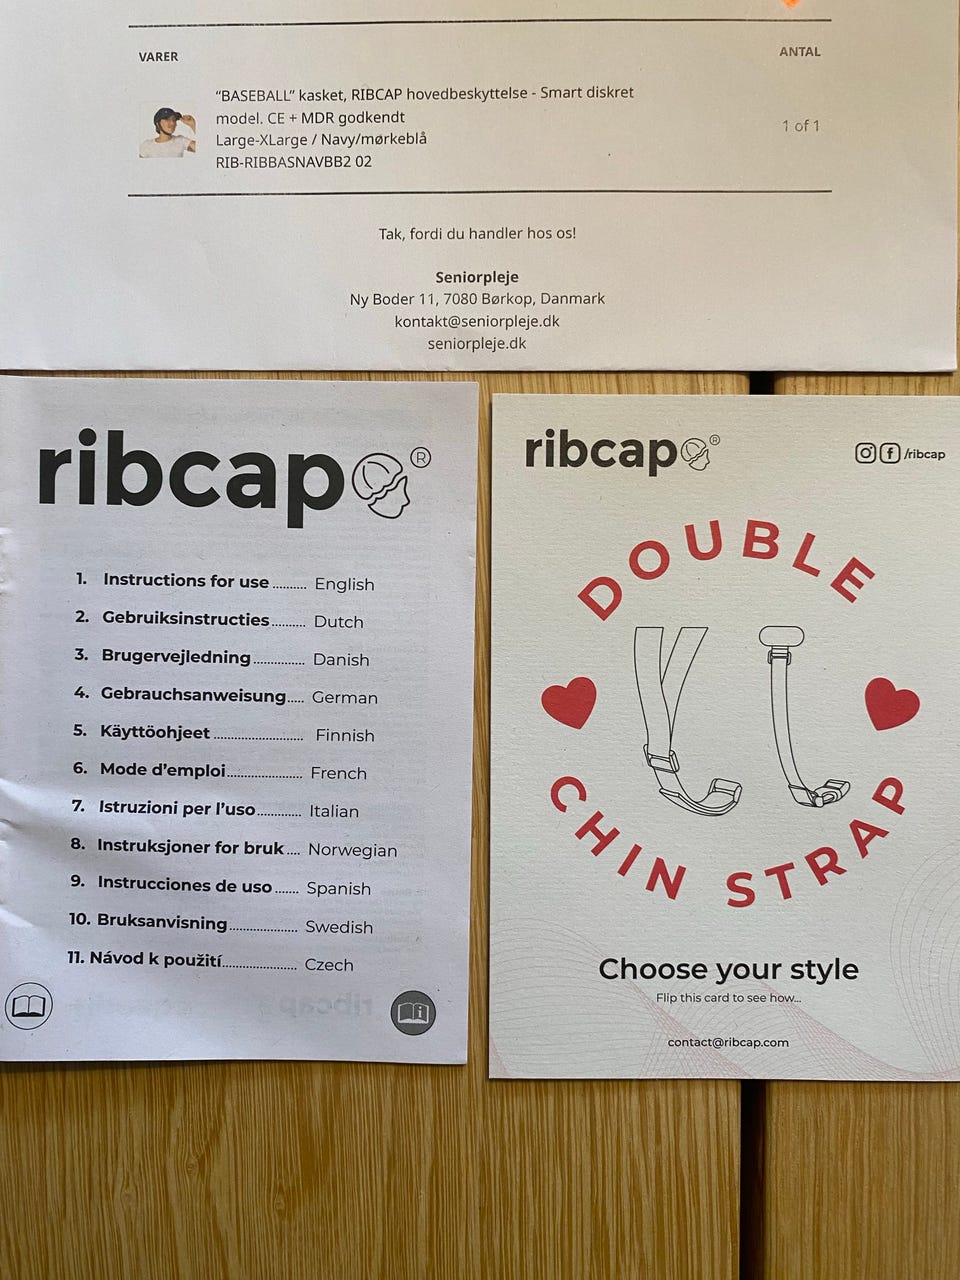 VARER
ANTAL
“BASEBALL” kasket, RIBCAP hovedbeskyttelse - Smart diskret
model. CE + MDR godkendt
Large-XLarge / Navy/mørkeblå
RIB-RIBBASNAVBB2 02
1 of 1
Tak, fordi du handler hos os!
Seniorpleje
Ny Boder 11, 7080 Børkop, Danmark
kontakt@seniorpleje.dk
seniorpleje.dk
ribcap®
1. Instructions for use .......... English
2. Gebruiksinstructies.......... Dutch
3. Brugervejledning............... Danish
4. Gebrauchsanweisung..... German
5. Käyttöohjeet .......................... Finnish
6. Mode d’emploi...................... French
7. Istruzioni per l’uso............. Italian
8. Instruksjoner for bruk.... Norwegian
9. Instrucciones de uso ....... Spanish
10. Bruksanvisning.................... Swedish
11. Návod k použití...................... Czech
ribcap®
/ribcap
DOUBLE
CHIN STRAP
Choose your style
Flip this card to see how...
contact@ribcap.com